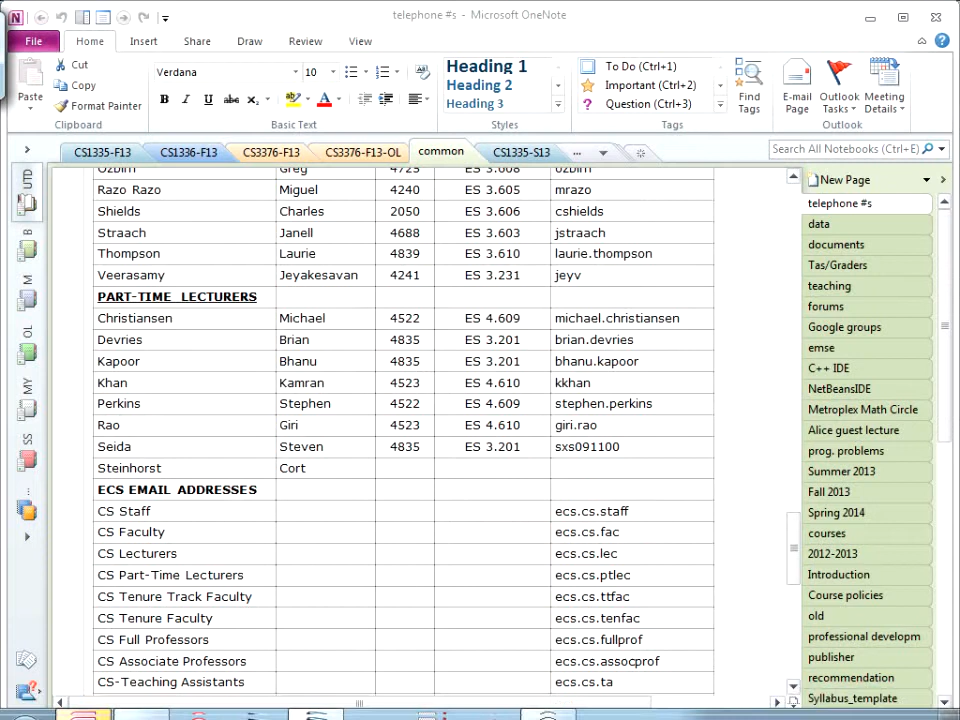 telephone #s - Microsoft OneNote
File Home Insert Share Draw Review View
Paste
Cut
Copy
Format Painter
Clipboard
Verdana 10
B I U abc X2 A
Basic Text
Heading 1
Heading 2
Heading 3
Styles
To Do (Ctrl+1)
Important (Ctrl+2)
Question (Ctrl+3)
Find Tags
Tags
E-mail Page
Outlook Tasks
Meeting Details
Outlook
CS1335-F13 CS1336-F13 CS3376-F13 CS3376-F13-OL common CS1335-S13 ...
Search All Notebooks (Ctrl+E)
UTD
B
M
OL
MY
SS
...
Ozbirn Greg 4725 ES 3.608 ozbirn
Razo Razo Miguel 4240 ES 3.605 mrazo
Shields Charles 2050 ES 3.606 cshields
Straach Janell 4688 ES 3.603 jstraach
Thompson Laurie 4839 ES 3.610 laurie.thompson
Veerasamy Jeyakesavan 4241 ES 3.231 jeyv
PART-TIME LECTURERS
Christiansen Michael 4522 ES 4.609 michael.christiansen
Devries Brian 4835 ES 3.201 brian.devries
Kapoor Bhanu 4835 ES 3.201 bhanu.kapoor
Khan Kamran 4523 ES 4.610 kkhan
Perkins Stephen 4522 ES 4.609 stephen.perkins
Rao Giri 4523 ES 4.610 giri.rao
Seida Steven 4835 ES 3.201 sxs091100
Steinhorst Cort
ECS EMAIL ADDRESSES
CS Staff ecs.cs.staff
CS Faculty ecs.cs.fac
CS Lecturers ecs.cs.lec
CS Part-Time Lecturers ecs.cs.ptlec
CS Tenure Track Faculty ecs.cs.ttfac
CS Tenure Faculty ecs.cs.tenfac
CS Full Professors ecs.cs.fullprof
CS Associate Professors ecs.cs.assocprof
CS-Teaching Assistants ecs.cs.ta
New Page
telephone #s
data
documents
Tas/Graders
teaching
forums
Google groups
emse
C++ IDE
NetBeansIDE
Metroplex Math Circle
Alice guest lecture
prog. problems
Summer 2013
Fall 2013
Spring 2014
courses
2012-2013
Introduction
Course policies
old
professional developm
publisher
recommendation
Syllabus_template